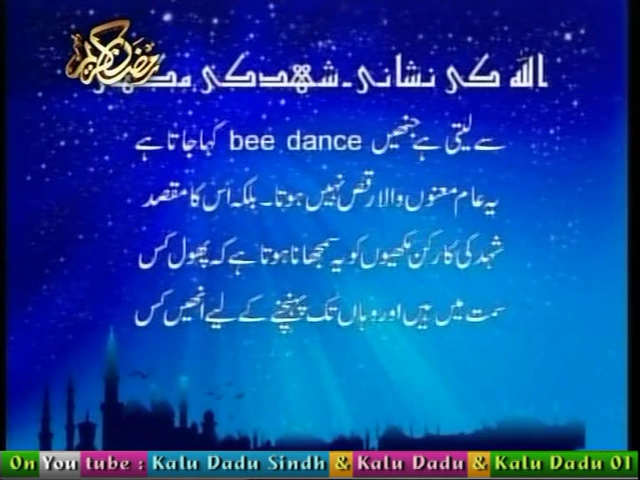 اللہ کی نشانی۔شہد کی مکھی
سے لیتی ہے جنھیں bee dance کہا جاتا ہے
یہ عام معنوں والا رقص نہیں ہوتا۔ بلکہ اُس کا مقصد
شہد کی کارکن مکھیوں کو یہ سمجھانا ہوتا ہے کہ پھول کس
سمت میں ہیں اور وہاں تک پہنچنے کے لیے انھیں کس
On You tube : Kalu Dadu Sindh & Kalu Dadu & Kalu Dadu 01